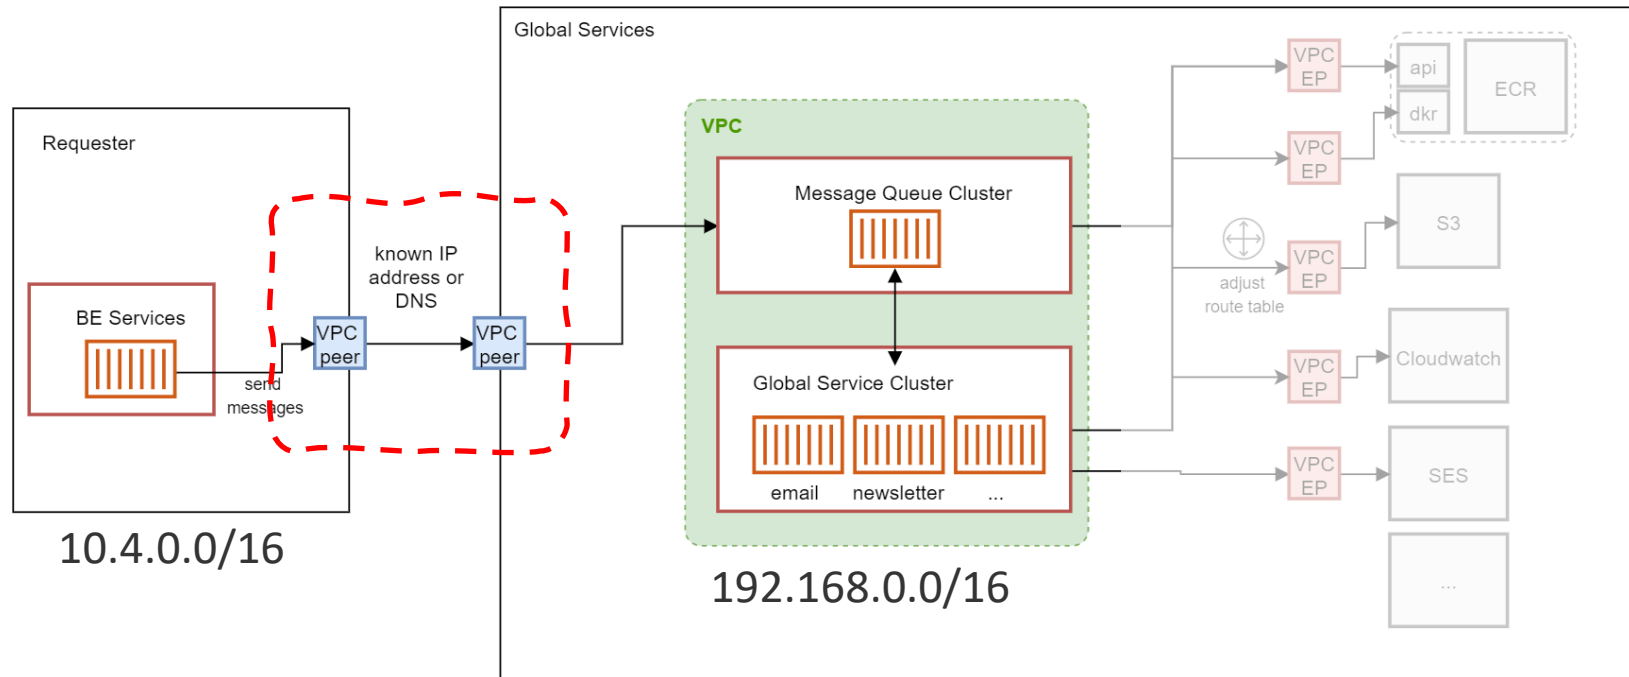 Global Services
Requester
BE Services
send
messages
VPC
peer
known IP
address or
DNS
VPC
peer
10.4.0.0/16
VPC
Message Queue Cluster
Global Service Cluster
email
newsletter
...
192.168.0.0/16
adjust
route table
VPC
EP
VPC
EP
VPC
EP
VPC
EP
VPC
EP
api
dkr
ECR
S3
Cloudwatch
SES
...